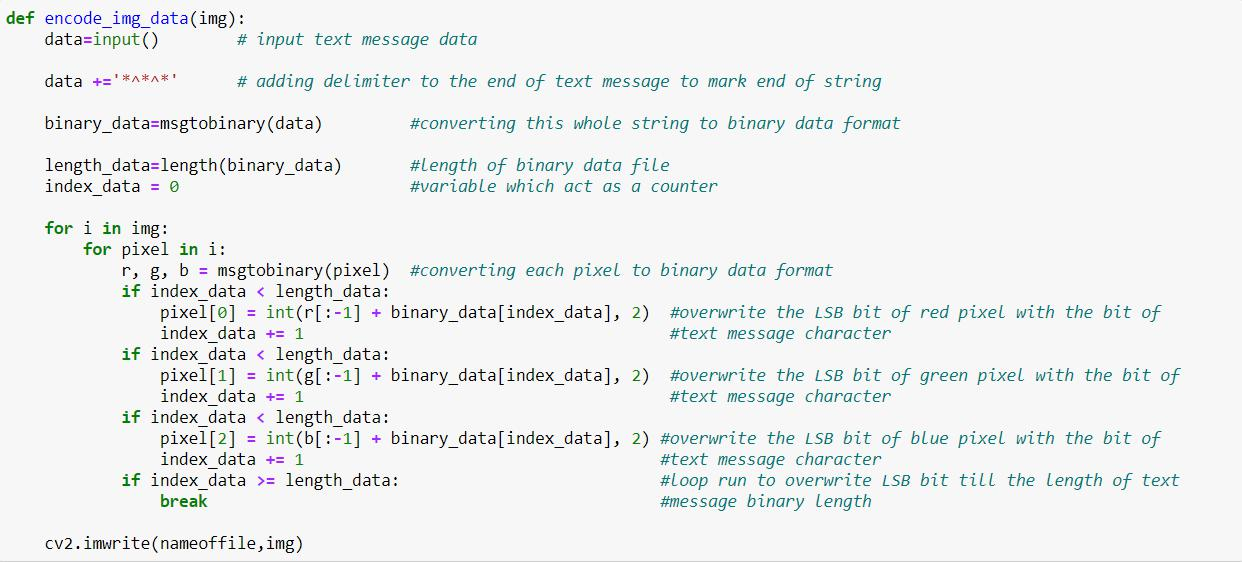 def encode_img_data(img):
    data=input()        # input text message data
    data +='*^*^*'      # adding delimiter to the end of text message to mark end of string
    binary_data=msgtobinary(data)         #converting this whole string to binary data format
    length_data=length(binary_data)       #length of binary data file
    index_data = 0                        #variable which act as a counter
    for i in img:
        for pixel in i:
            r, g, b = msgtobinary(pixel)  #converting each pixel to binary data format
            if index_data < length_data:
                pixel[0] = int(r[:-1] + binary_data[index_data], 2)  #overwrite the LSB bit of red pixel with the bit of
                index_data += 1                                      #text message character
            if index_data < length_data:
                pixel[1] = int(g[:-1] + binary_data[index_data], 2)  #overwrite the LSB bit of green pixel with the bit of
                index_data += 1                                      #text message character
            if index_data < length_data:
                pixel[2] = int(b[:-1] + binary_data[index_data], 2) #overwrite the LSB bit of blue pixel with the bit of
                index_data += 1                                     #text message character
            if index_data >= length_data:                           #loop run to overwrite LSB bit till the length of text
                break                                               #message binary length
    cv2.imwrite(nameoffile,img)